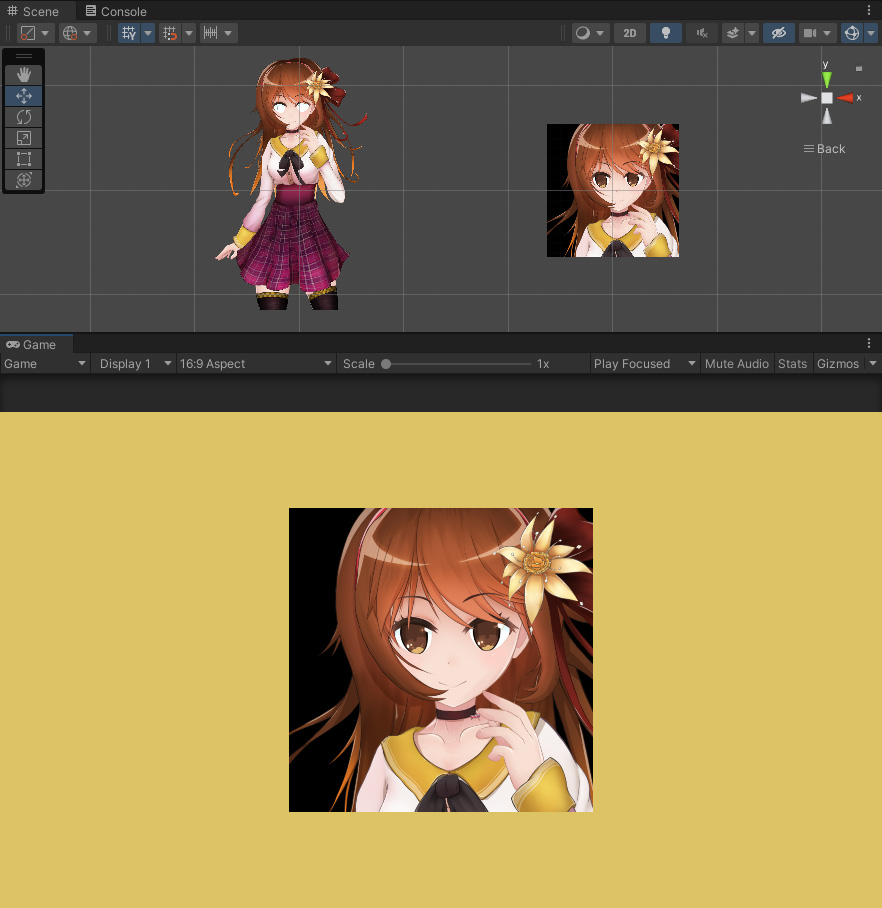 Scene Console
2D
y
x
Back
Game
Game Display 1 16:9 Aspect Scale 1x Play Focused Mute Audio Stats Gizmos